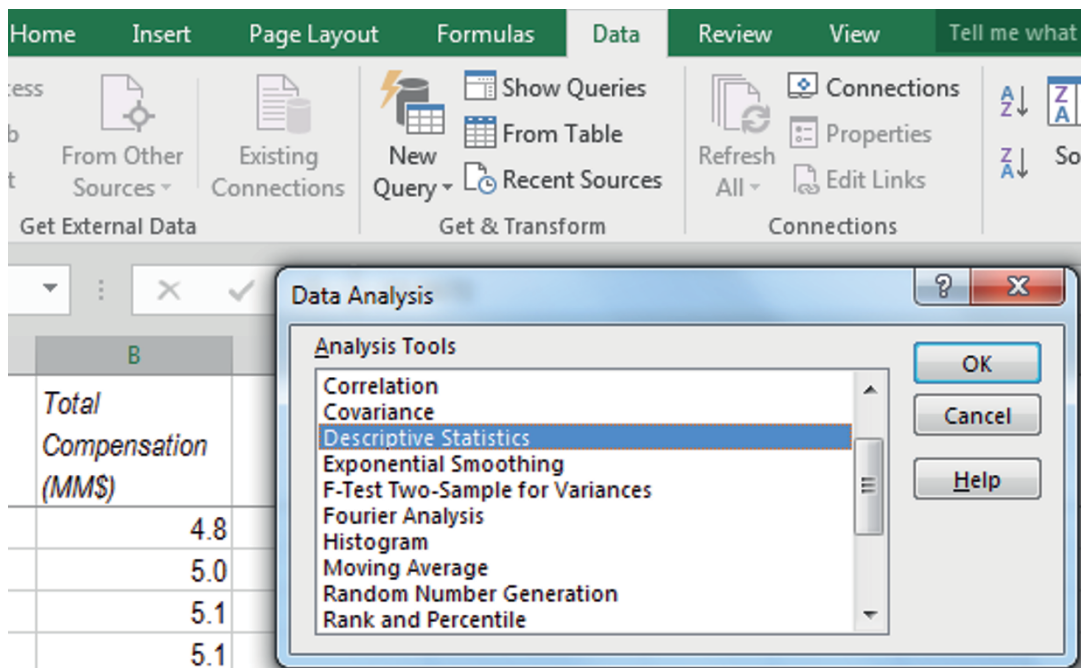 Home Insert Page Layout Formulas Data Review View Tell me what
From Other
Sources
Existing
Connections
Get External Data
New
Query
Show Queries
From Table
Recent Sources
Get & Transform
Refresh
All
Connections
Properties
Edit Links
Connections
A
Z
Z
A
Z
A
So
Data Analysis
?
Analysis Tools
Correlation
Covariance
Descriptive Statistics
Exponential Smoothing
F-Test Two-Sample for Variances
Fourier Analysis
Histogram
Moving Average
Random Number Generation
Rank and Percentile
OK
Cancel
Help
B
Total
Compensation
(MM$)
4.8
5.0
5.1
5.1